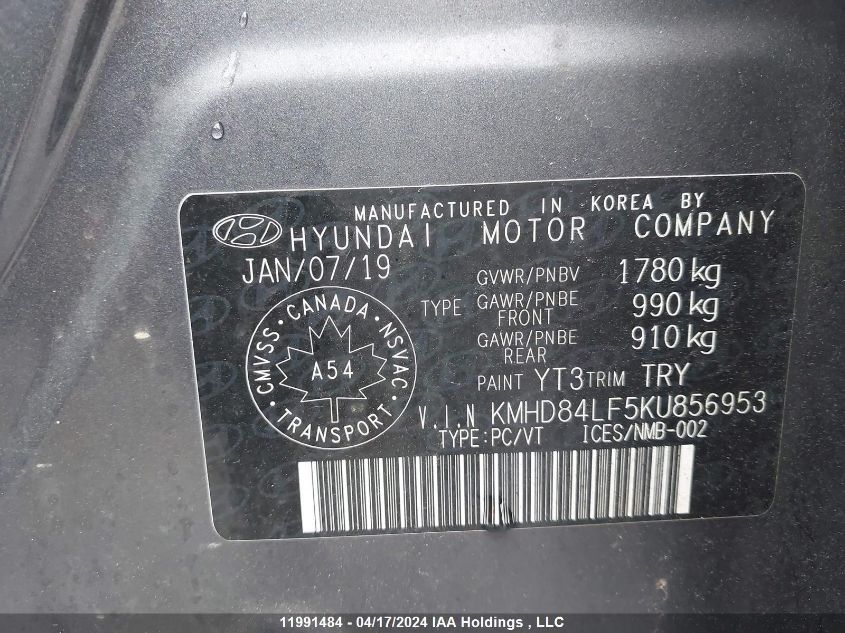 MANUFACTURED IN KOREA BY
HYUNDAI MOTOR COMPANY
JAN/07/19
GVWR/PNBV 1780 kg
TYPE GAWR/PNBE FRONT 990 kg
GAWR/PNBE REAR 910 kg
CANADA
CMVSS NSVAC
A54
TRANSPORT
PAINT YT3 TRIM TRY
V.I.N KMHD84LF5KU856953
TYPE:PC/VT ICES/NMB-002
11991484 - 04/17/2024 IAA Holdings , LLC